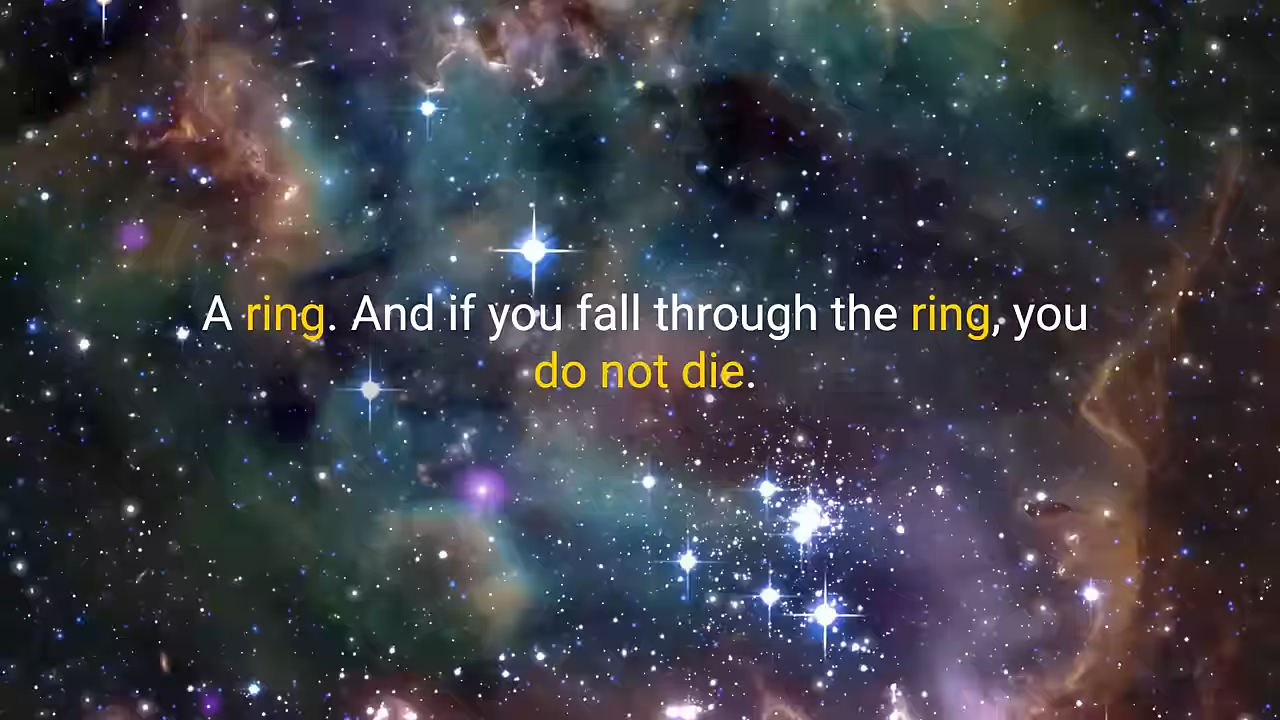 A ring. And if you fall through the ring, you
do not die.